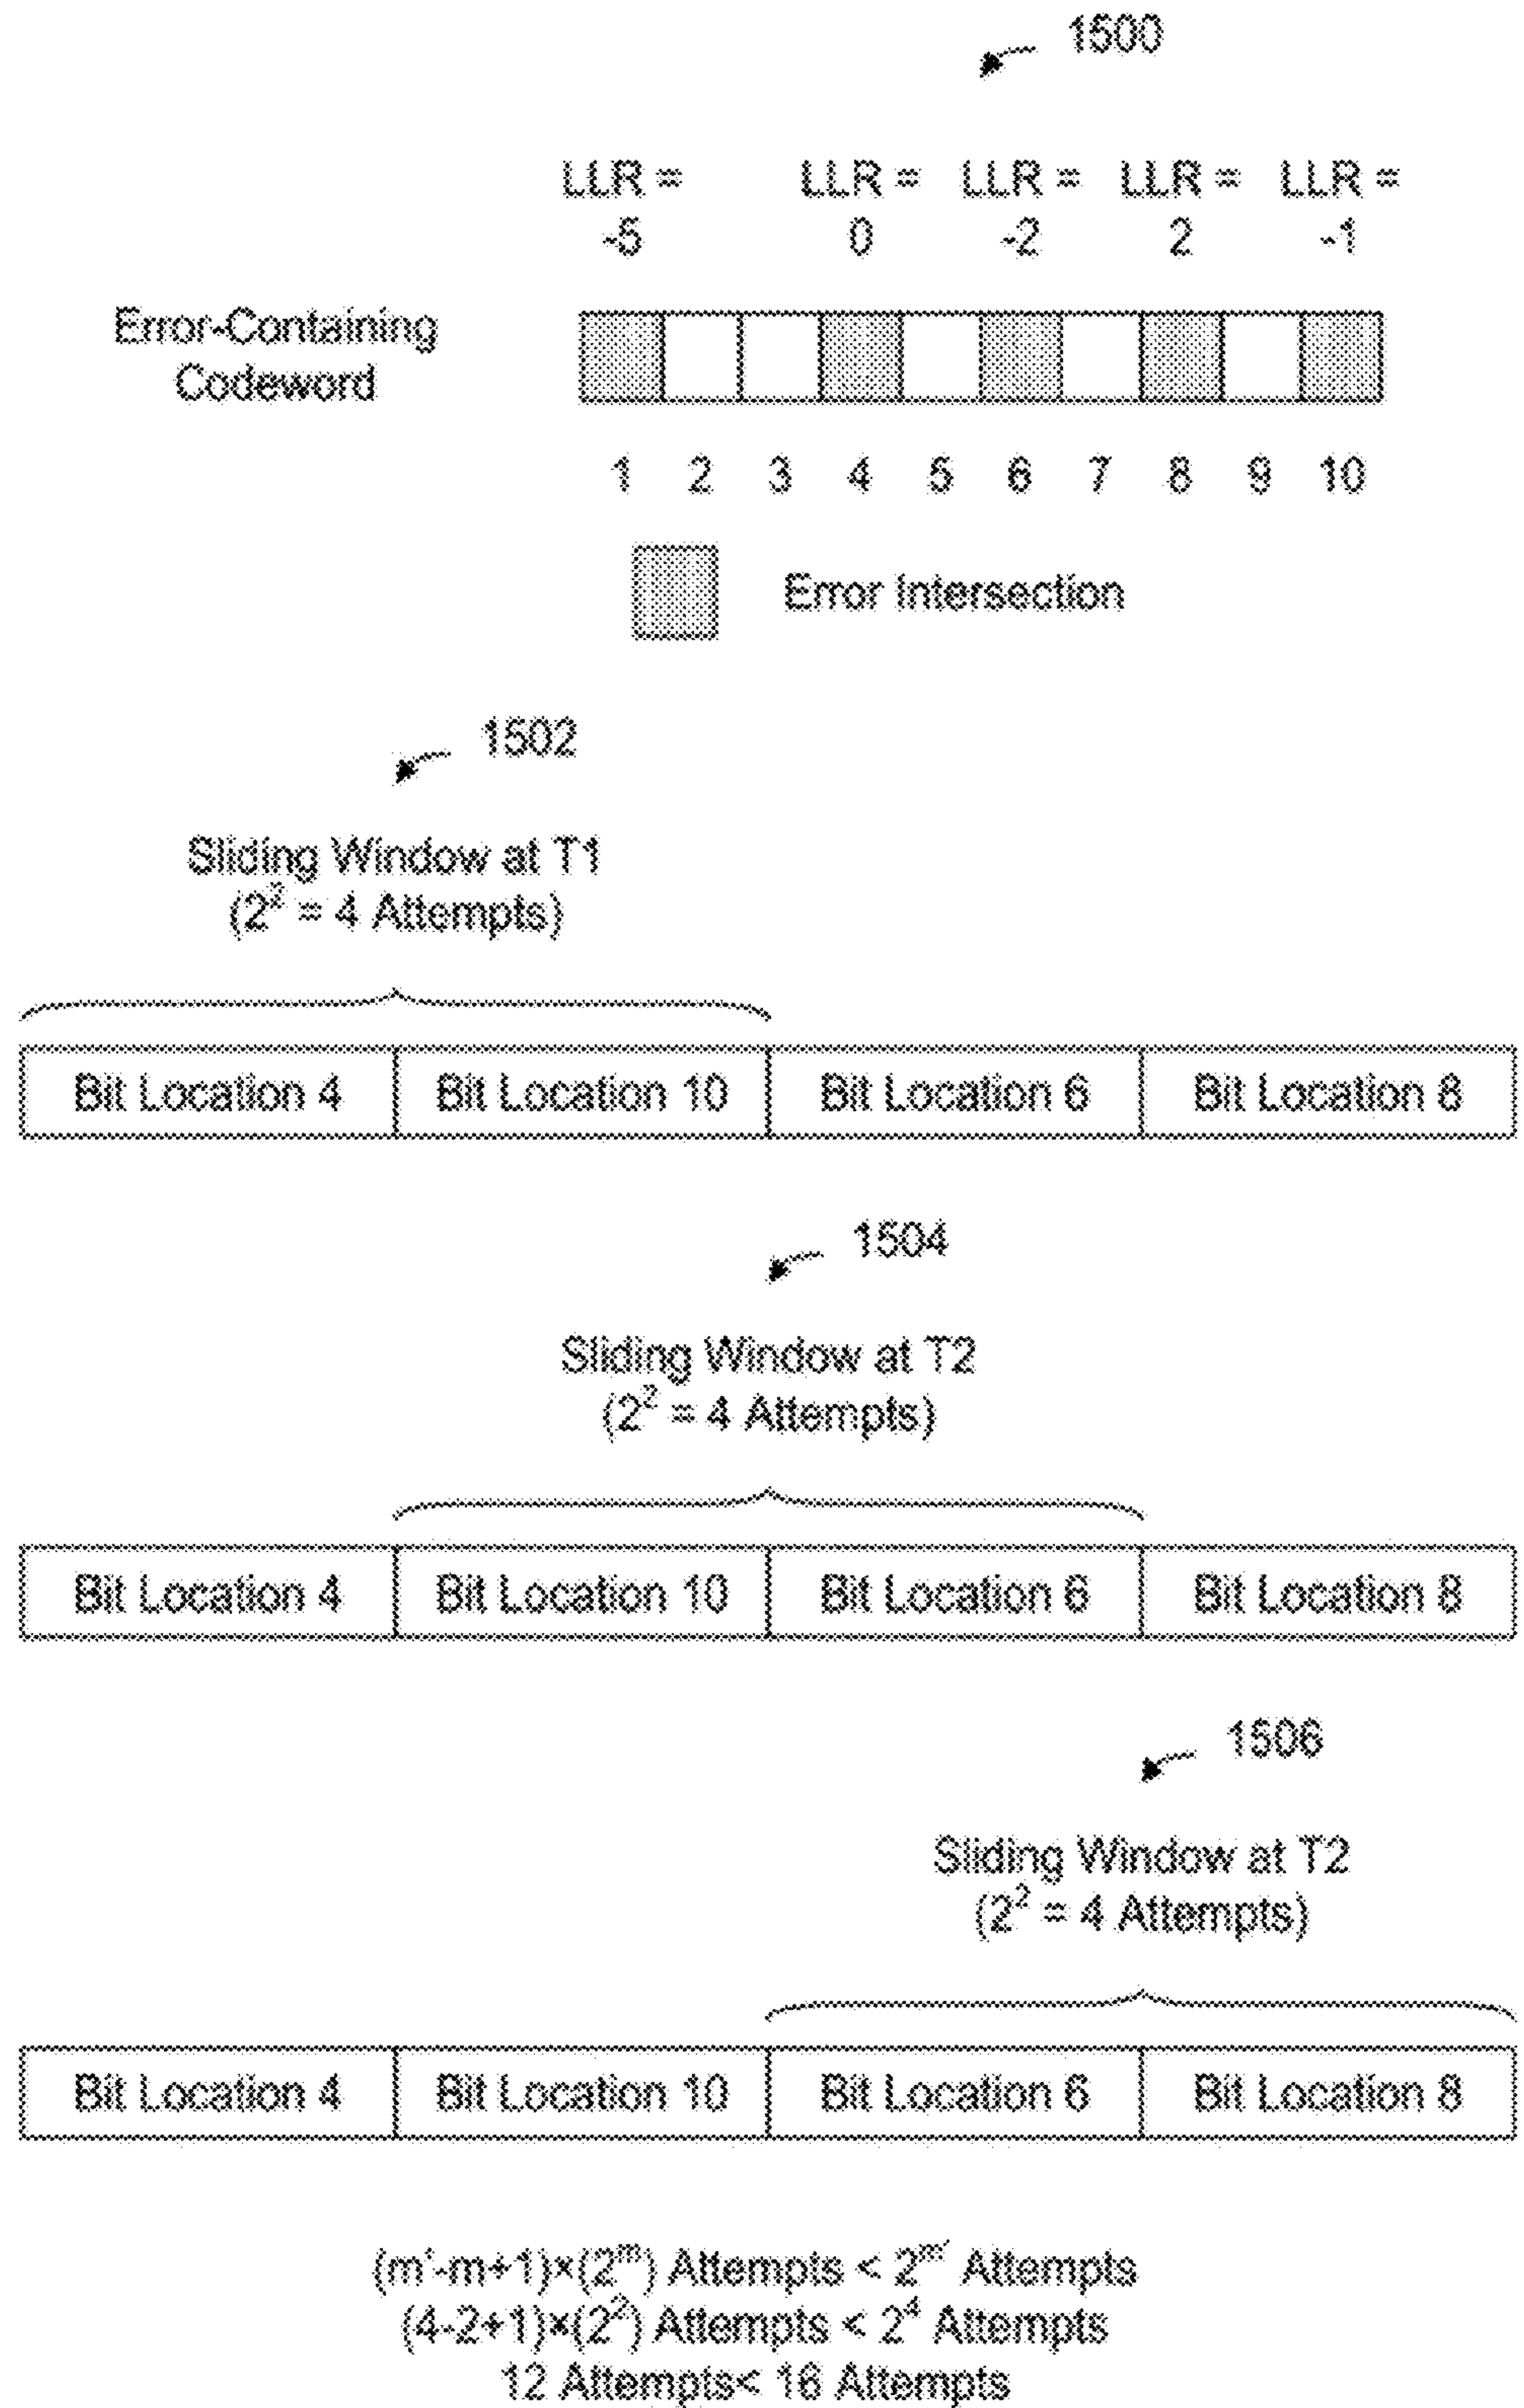 1500
LLR = LLR = LLR = LLR = LLR =
-5 0 -2 2 -1
Error-Containing
Codeword
1 2 3 4 5 6 7 8 9 10
Error Intersection
1502
Sliding Window at T1
(2² = 4 Attempts)
Bit Location 4 Bit Location 10 Bit Location 6 Bit Location 8
1504
Sliding Window at T2
(2² = 4 Attempts)
Bit Location 4 Bit Location 10 Bit Location 6 Bit Location 8
1506
Sliding Window at T2
(2² = 4 Attempts)
Bit Location 4 Bit Location 10 Bit Location 6 Bit Location 8
(m'-m+1)×(2^m) Attempts < 2^m' Attempts
(4-2+1)×(2²) Attempts < 2⁴ Attempts
12 Attempts< 16 Attempts